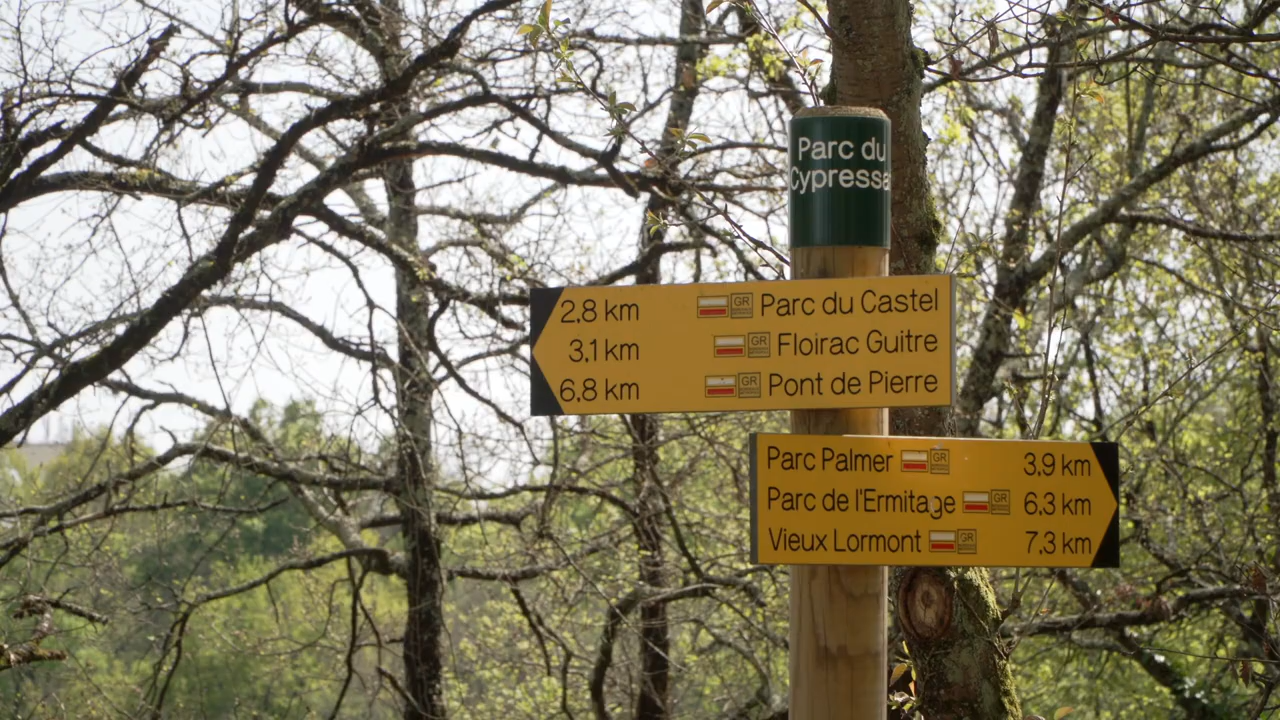 Parc du
Cypressa
2,8 km GR Parc du Castel
3,1 km GR Floirac Guitre
6,8 km GR Pont de Pierre
Parc Palmer GR 3,9 km
Parc de l'Ermitage GR 6,3 km
Vieux Lormont GR 7,3 km